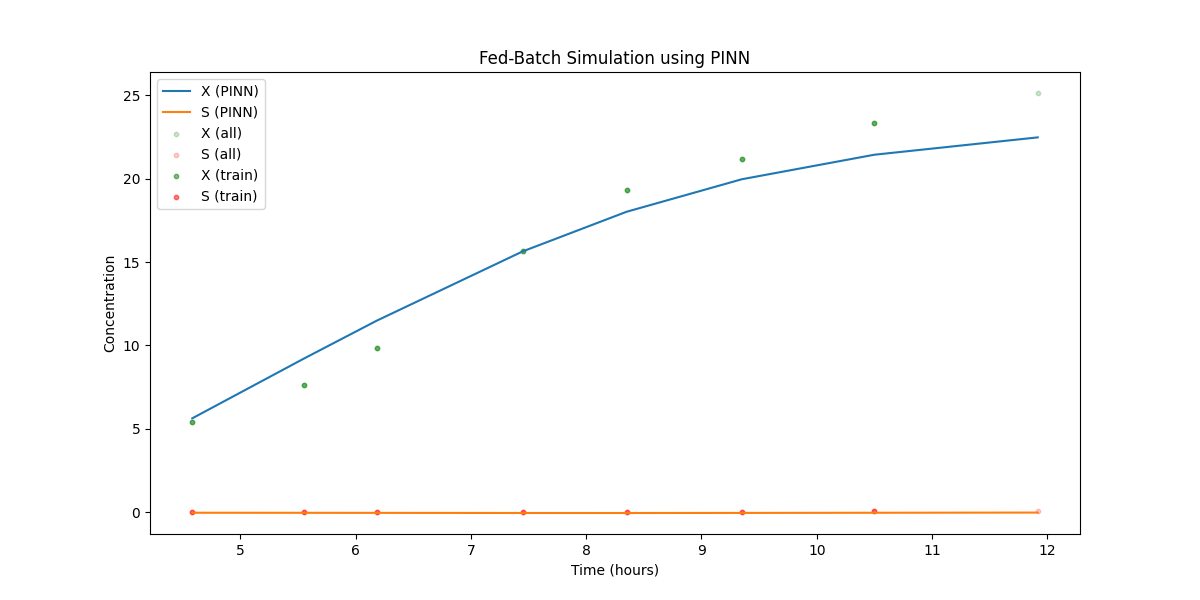 Fed-Batch Simulation using PINN
X (PINN)
S (PINN)
X (all)
S (all)
X (train)
S (train)
Concentration
25
20
15
10
5
0
5
6
7
8
9
10
11
12
Time (hours)